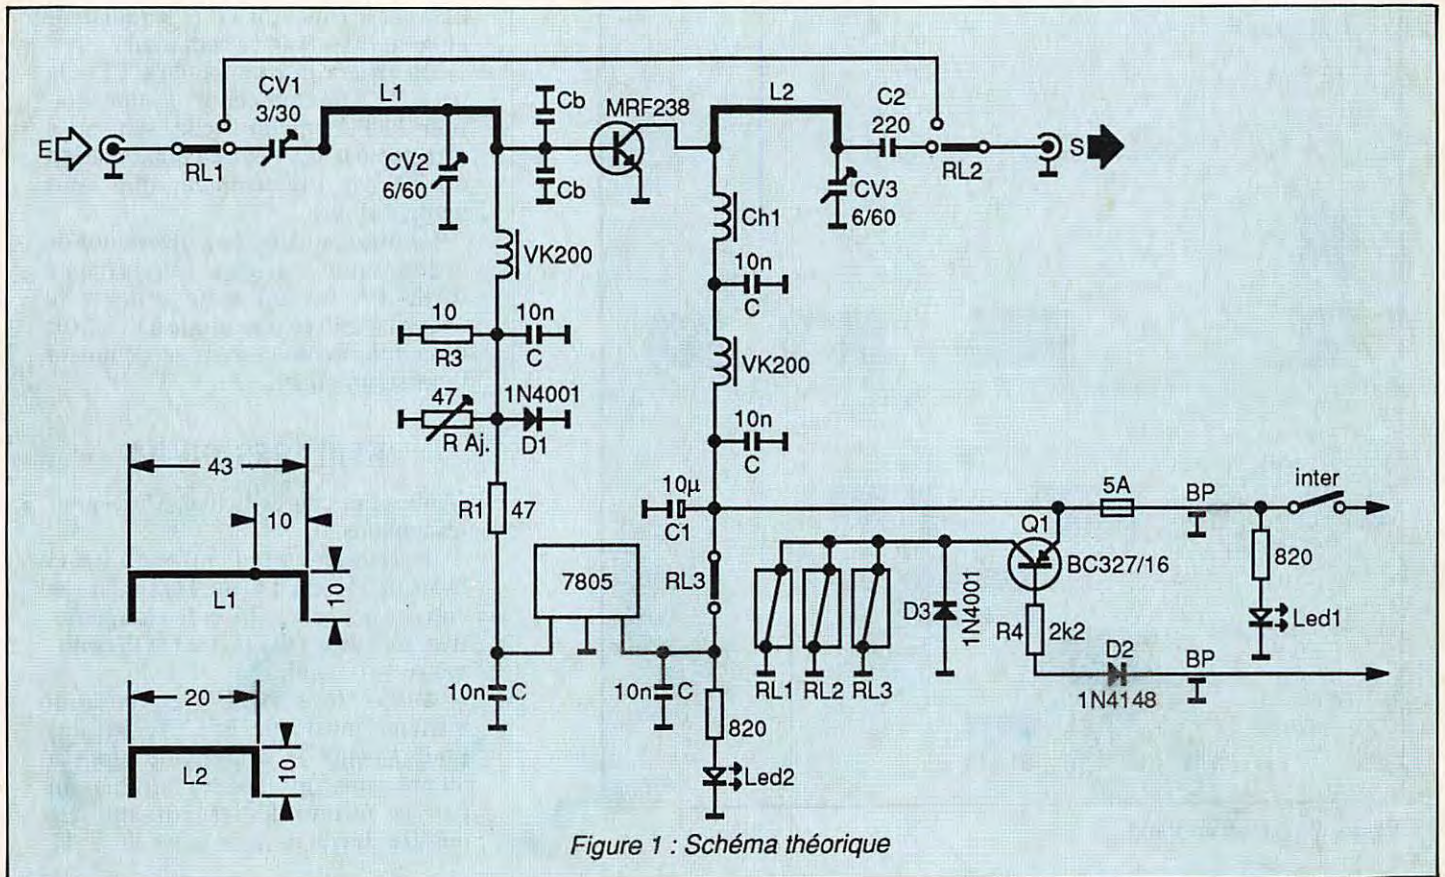 CV1
3/30
L1
Cb
MRF238
L2
C2
220
E
RL1
CV2
6/60
Cb
CV3
6/60
RL2
S
VK200
Ch1
10n
C
10
R3
10n
C
VK200
47
R Aj.
1N4001
D1
10n
C
R1
47
10µ
C1
5A
BP
inter
43
10
L1
10
7805
RL3
Q1
BC327/16
820
Led1
D3
1N4001
R4
2k2
D2
1N4148
BP
RL1
RL2
RL3
10n
C
10n
C
820
Led2
20
L2
10
Figure 1 : Schéma théorique